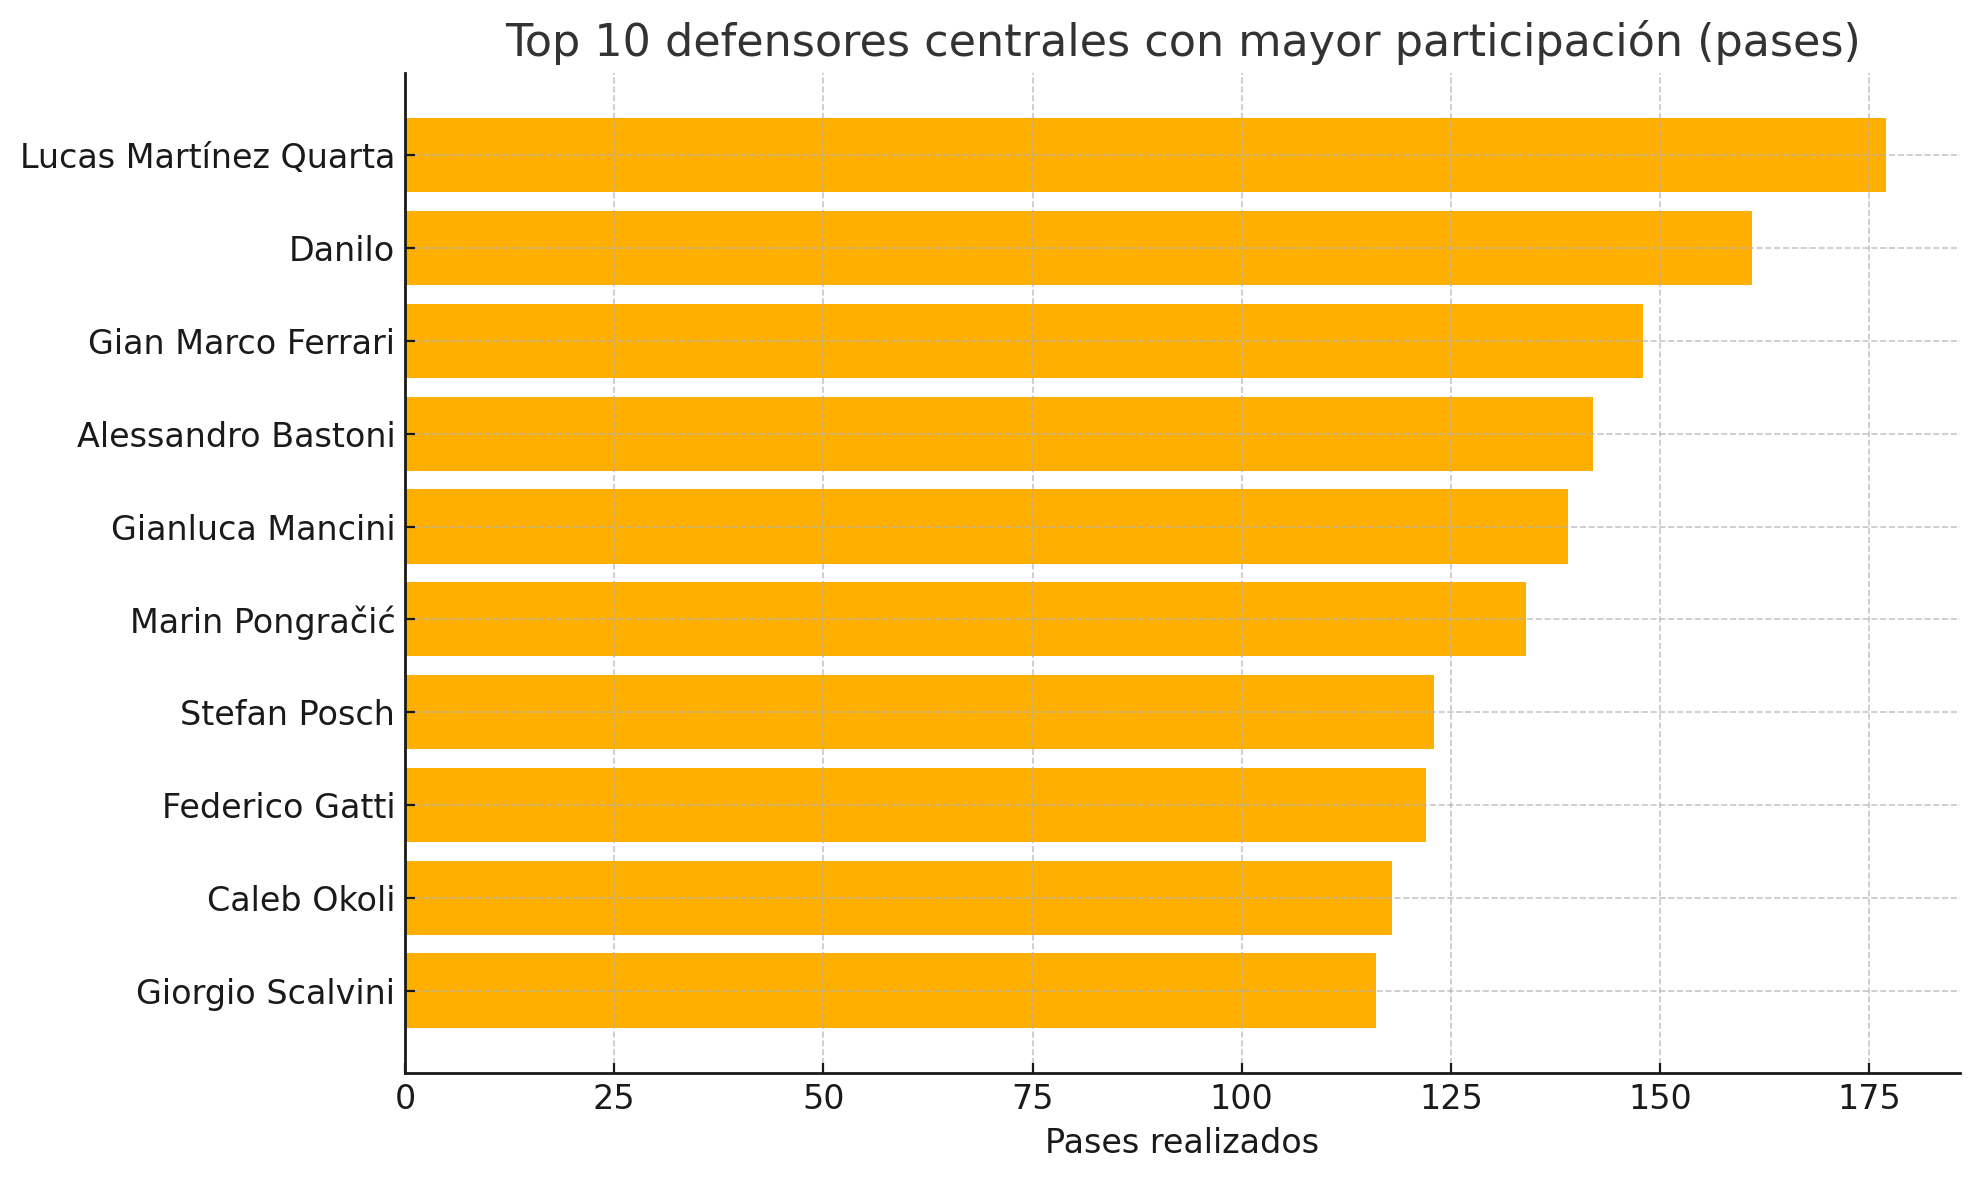 Top 10 defensores centrales con mayor participación (pases)
Lucas Martínez Quarta
Danilo
Gian Marco Ferrari
Alessandro Bastoni
Gianluca Mancini
Marin Pongračić
Stefan Posch
Federico Gatti
Caleb Okoli
Giorgio Scalvini
0 25 50 75 100 125 150 175
Pases realizados